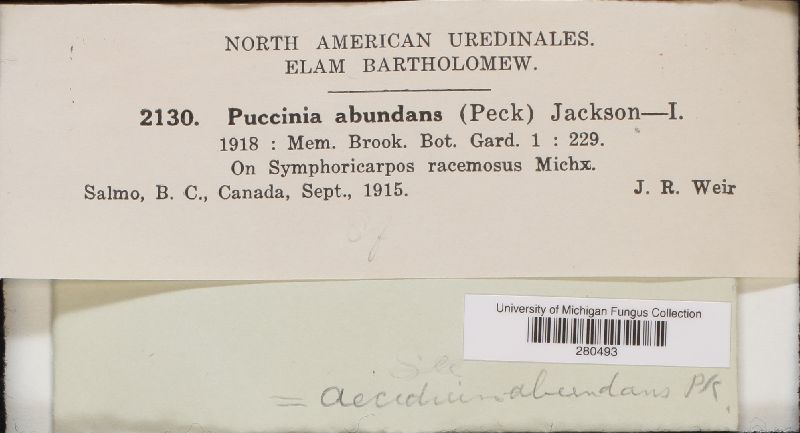 NORTH AMERICAN UREDINALES.
ELAM BARTHOLOMEW.
2130. Puccinia abundans (Peck) Jackson—I.
1918 : Mem. Brook. Bot. Gard. 1 : 229.
On Symphoricarpos racemosus Michx.
Salmo, B. C., Canada, Sept., 1915. J. R. Weir
University of Michigan Fungus Collection
280493
See
= Aecidium abundans Pk.